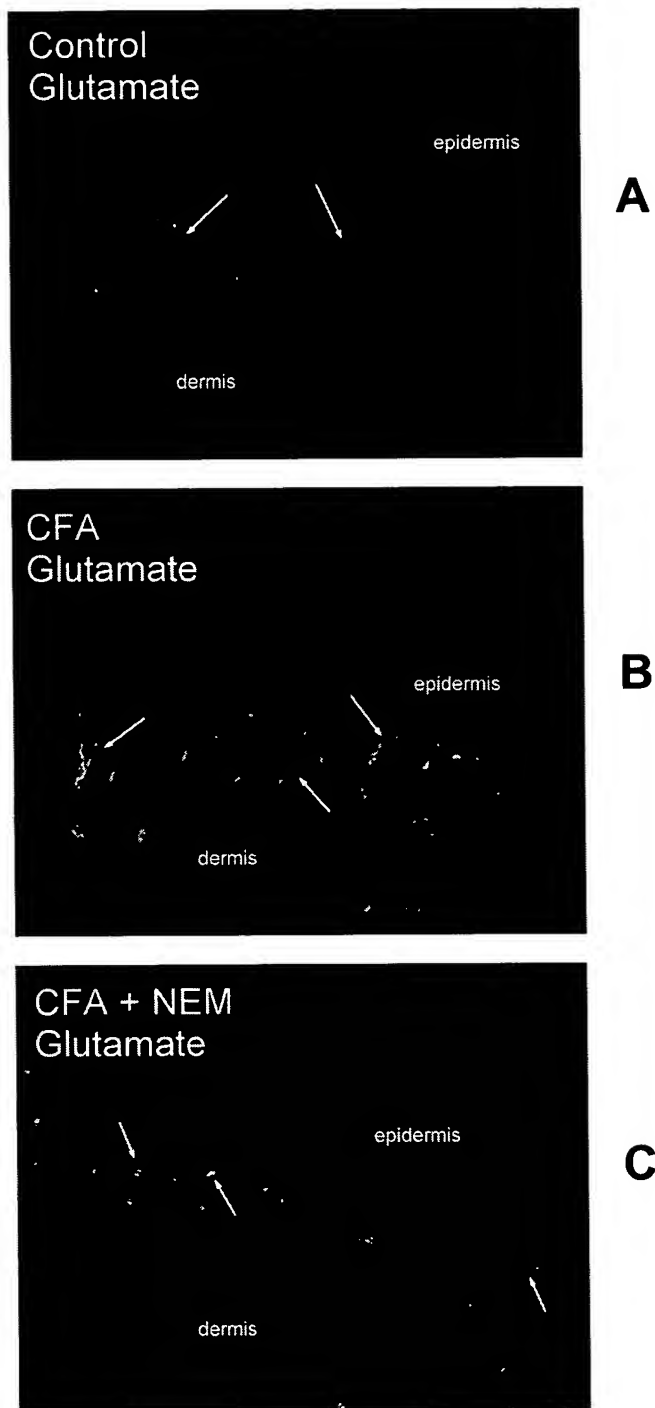 Control
Glutamate
epidermis
A
dermis
CFA
Glutamate
epidermis
B
dermis
CFA + NEM
Glutamate
epidermis
C
dermis